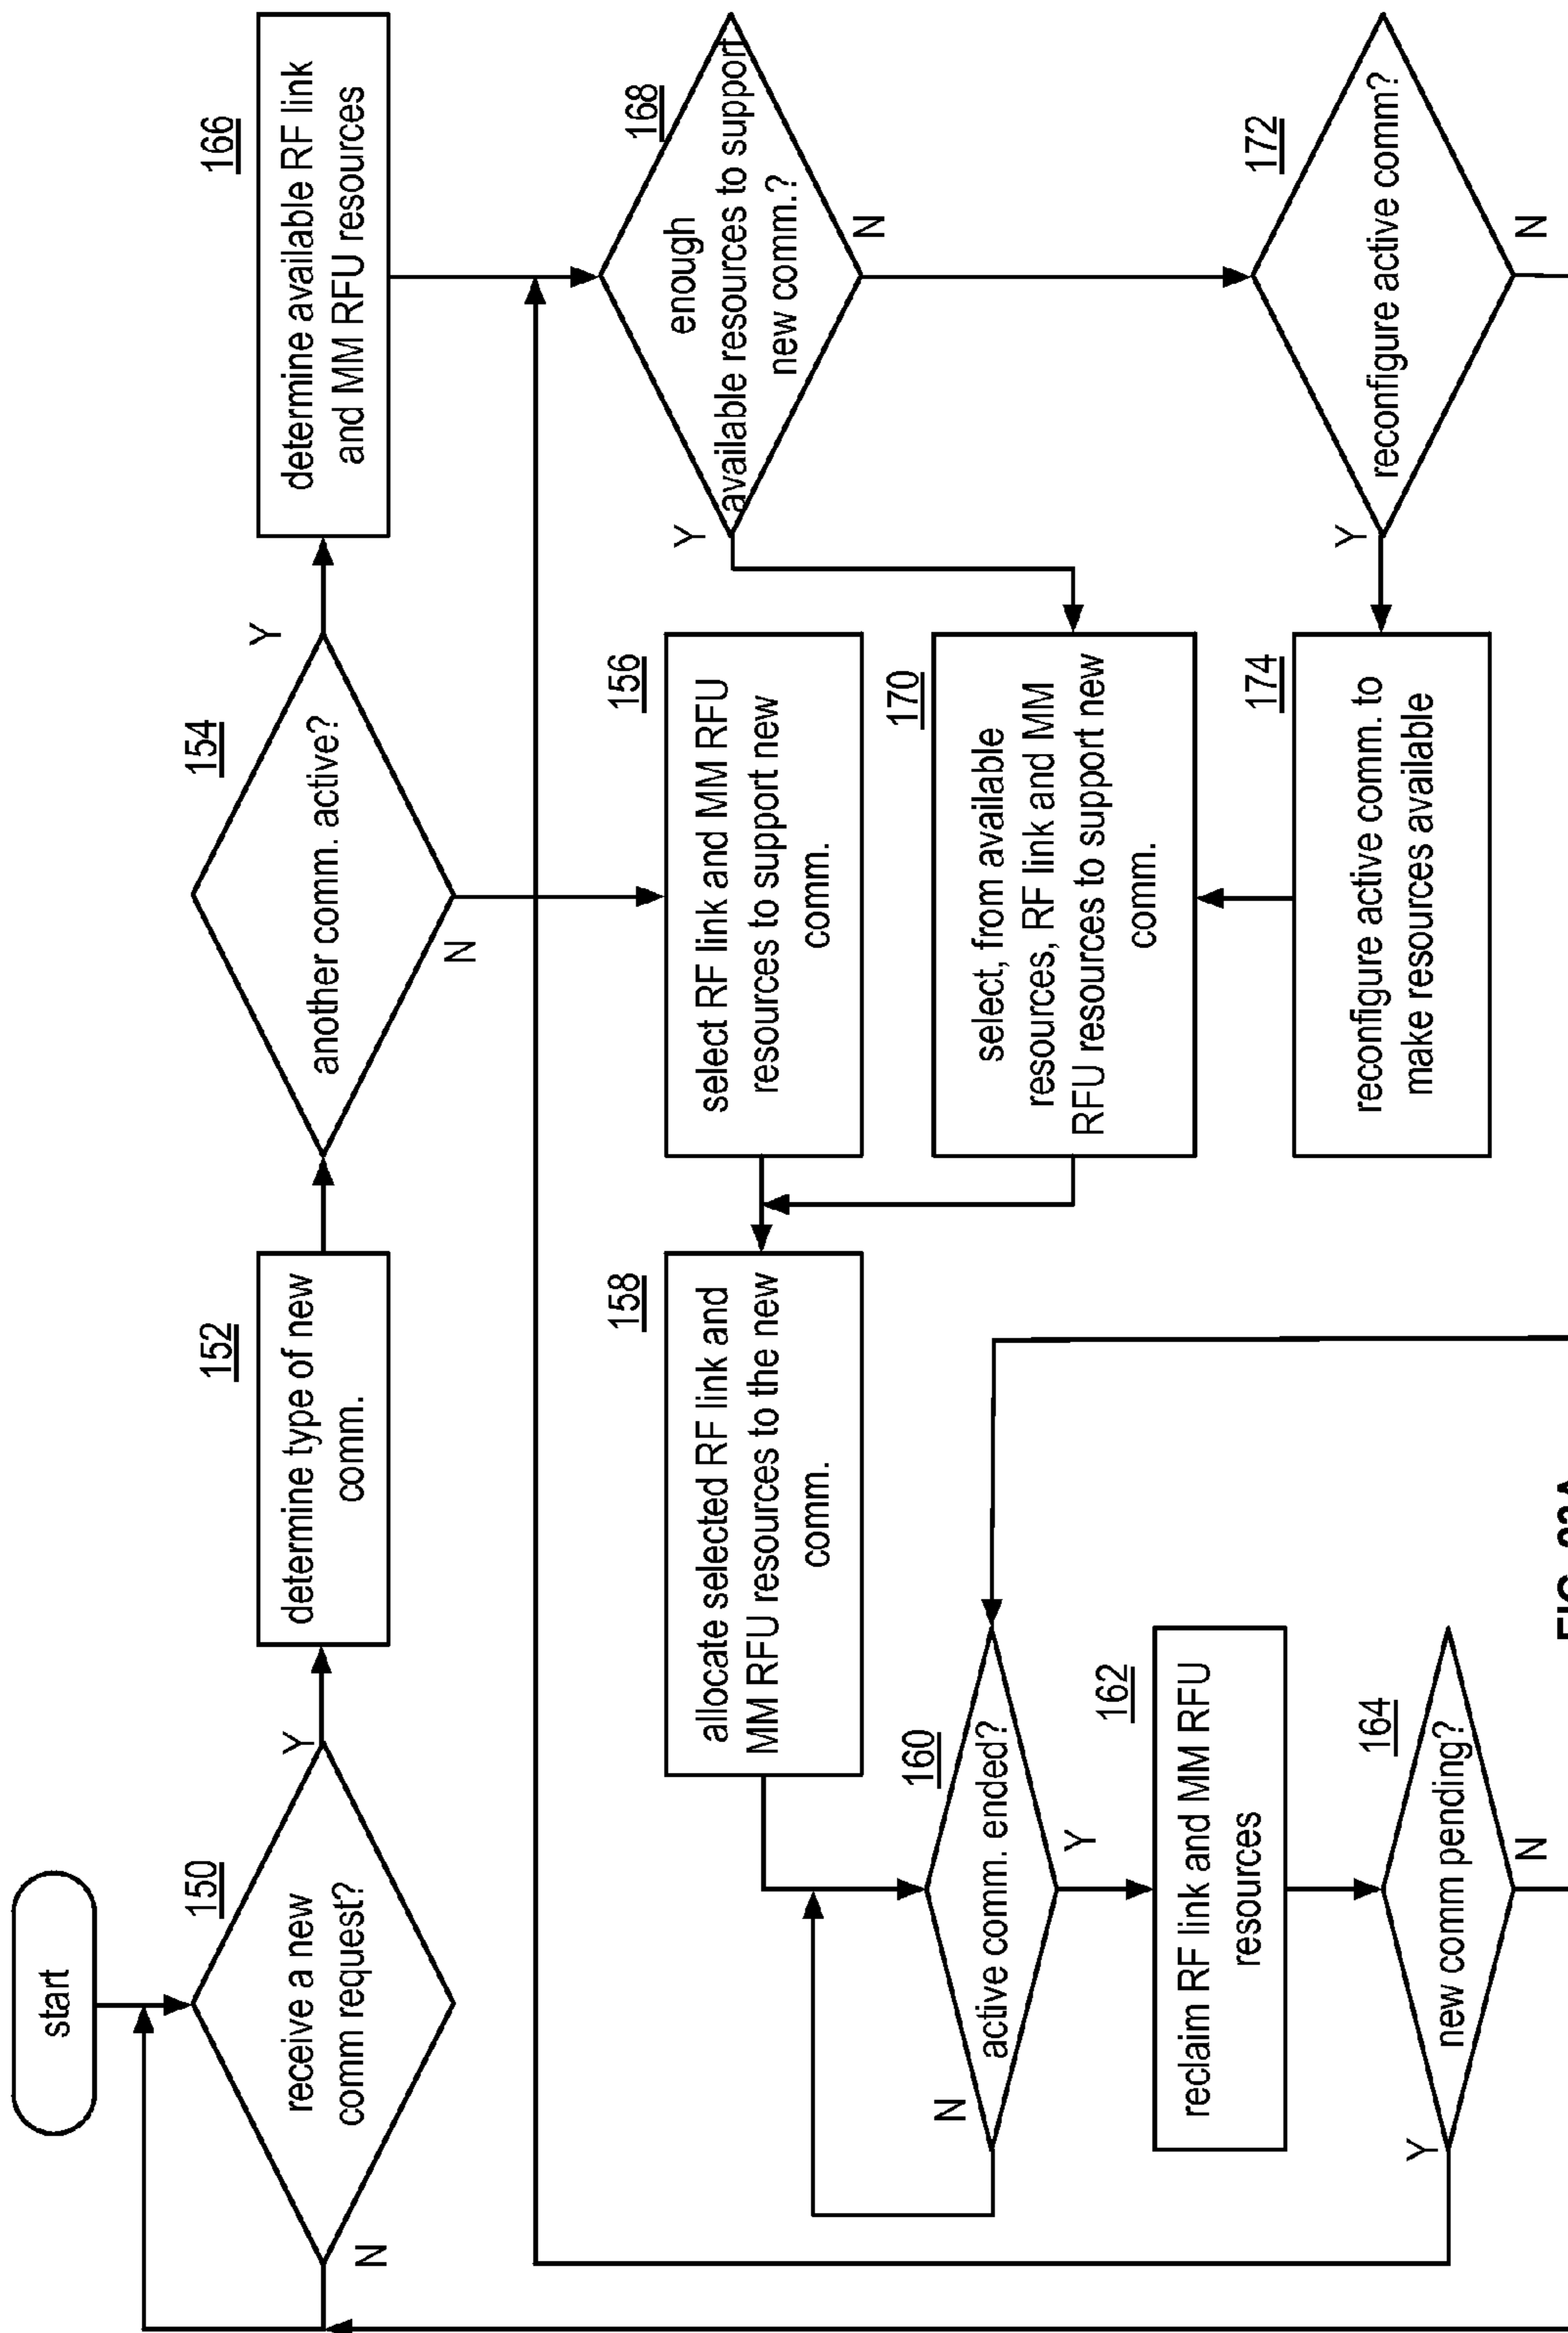 start
150
receive a new
comm request?
Y
N
152
determine type of new
comm.
154
another comm. active?
Y
N
166
determine available RF link
and MM RFU resources
168
enough
available resources to support
new comm.?
Y
N
156
select RF link and MM RFU
resources to support new
comm.
158
allocate selected RF link and
MM RFU resources to the new
comm.
170
select, from available
resources, RF link and MM
RFU resources to support new
comm.
172
reconfigure active comm?
Y
N
174
reconfigure active comm. to
make resources available
160
active comm. ended?
N
Y
162
reclaim RF link and MM RFU
resources
164
new comm pending?
Y
N